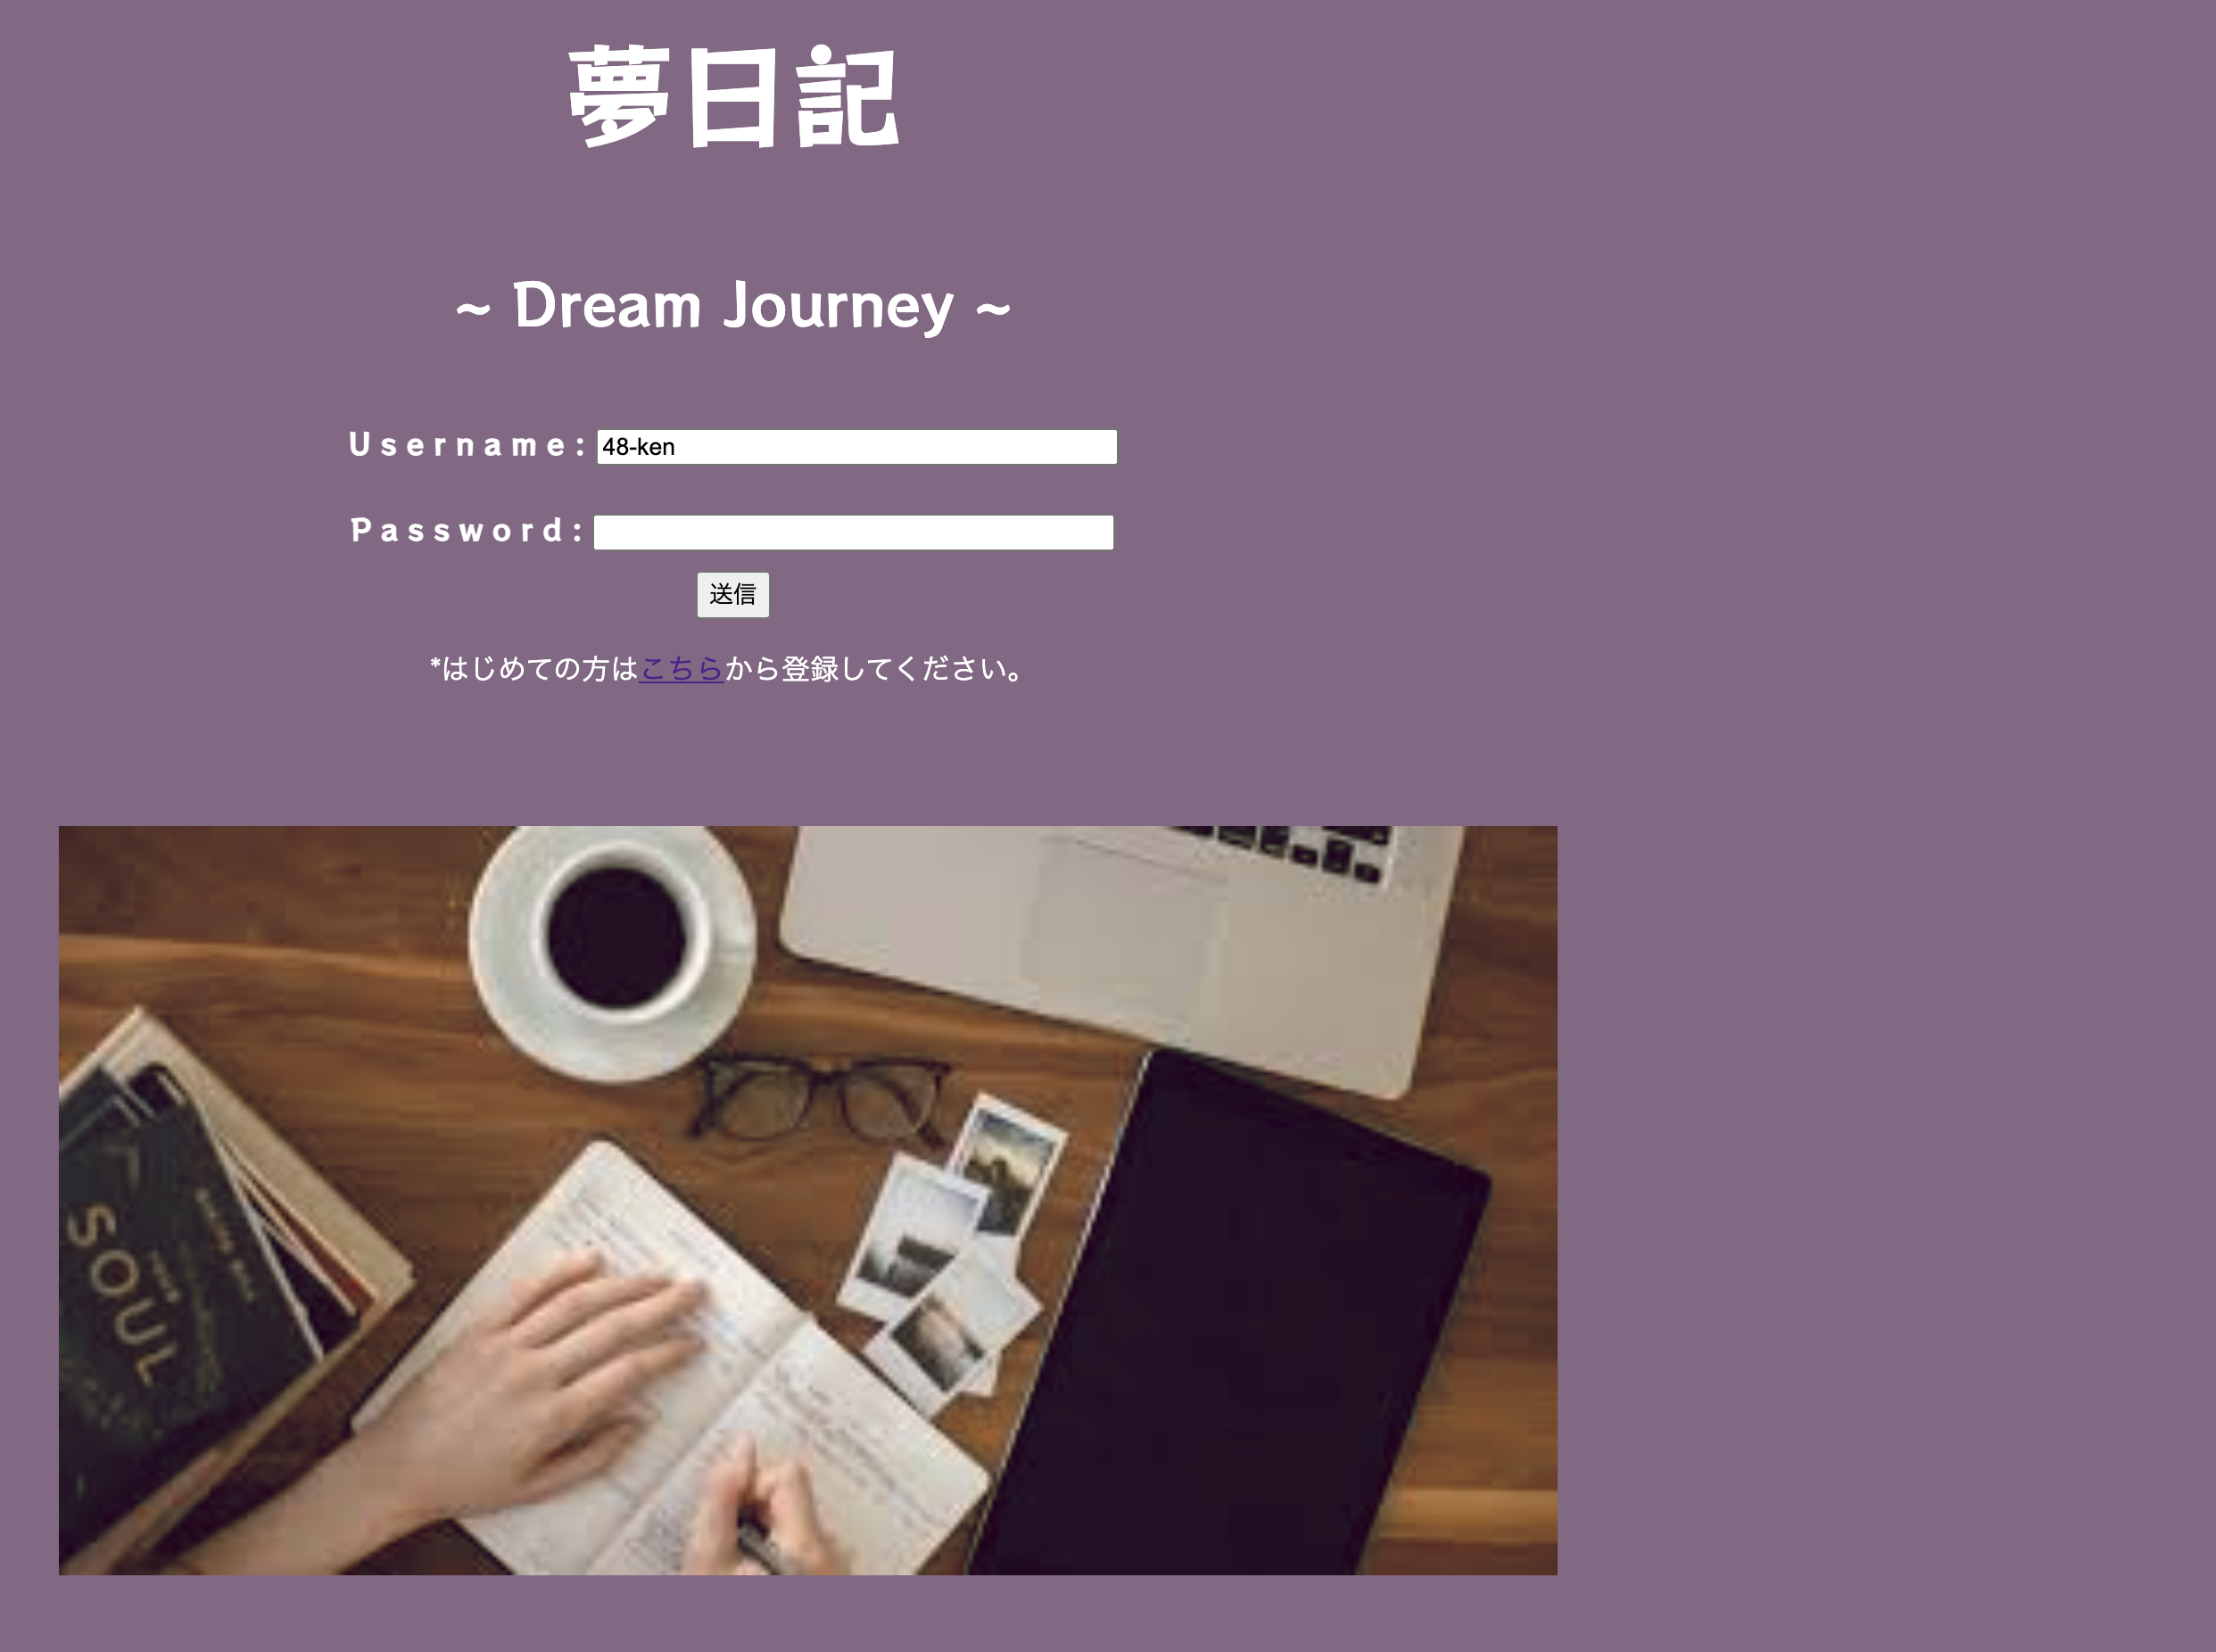 夢日記
~ Dream Journey ~
Username: 48-ken
Password:
送信
*はじめての方はこちらから登録してください。
SOUL